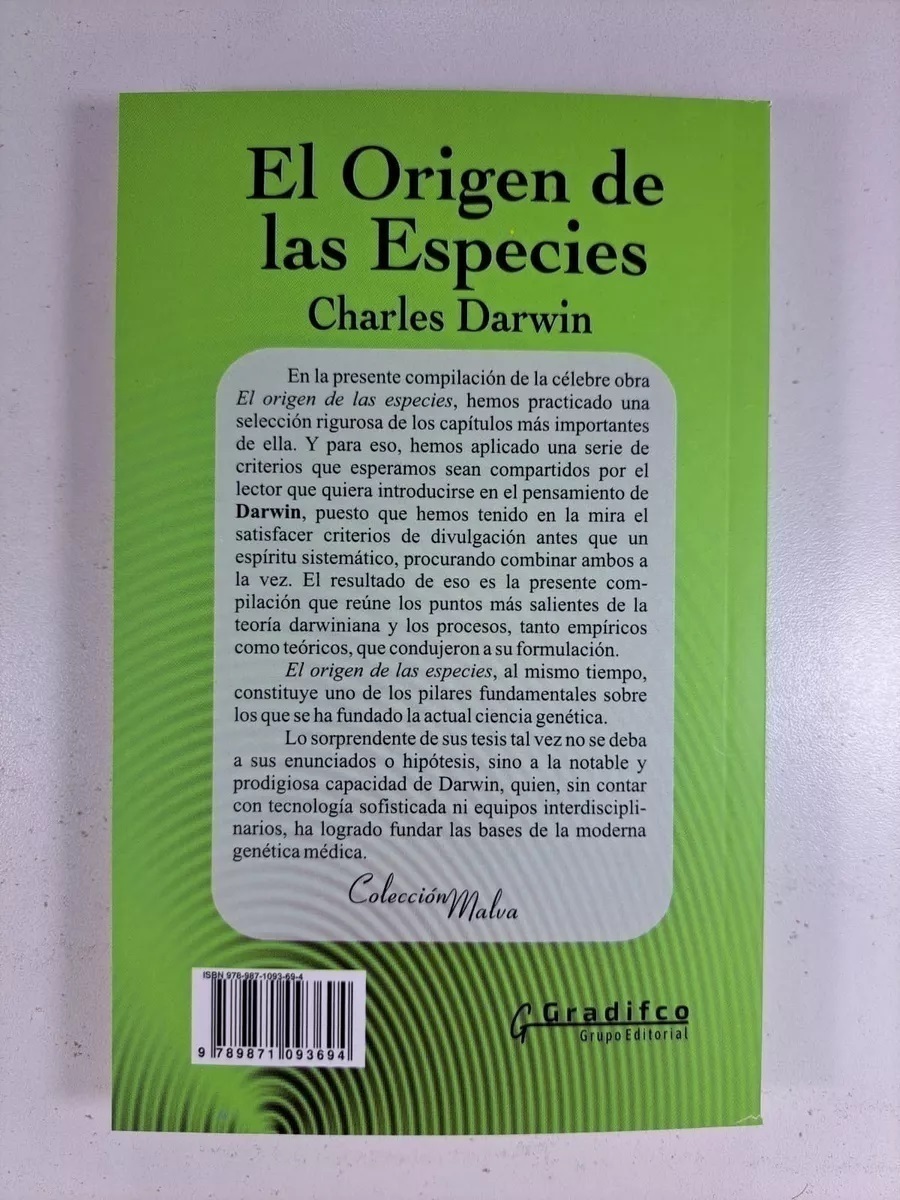 El Origen de
las Especies
Charles Darwin
En la presente compilación de la célebre obra
El origen de las especies, hemos practicado una
selección rigurosa de los capítulos más importantes
de ella. Y para eso, hemos aplicado una serie de
criterios que esperamos sean compartidos por el
lector que quiera introducirse en el pensamiento de
Darwin, puesto que hemos tenido en la mira el
satisfacer criterios de divulgación antes que un
espíritu sistemático, procurando combinar ambos a
la vez. El resultado de eso es la presente com-
pilación que reúne los puntos más salientes de la
teoría darwiniana y los procesos, tanto empíricos
como teóricos, que condujeron a su formulación.
El origen de las especies, al mismo tiempo,
constituye uno de los pilares fundamentales sobre
los que se ha fundado la actual ciencia genética.
Lo sorprendente de sus tesis tal vez no se deba
a sus enunciados o hipótesis, sino a la notable y
prodigiosa capacidad de Darwin, quien, sin contar
con tecnología sofisticada ni equipos interdiscipli-
narios, ha logrado fundar las bases de la moderna
genética médica.
Colección Malva
ISBN 978-987-1093-69-4
9 789871 093694
Gradifco
Grupo Editorial